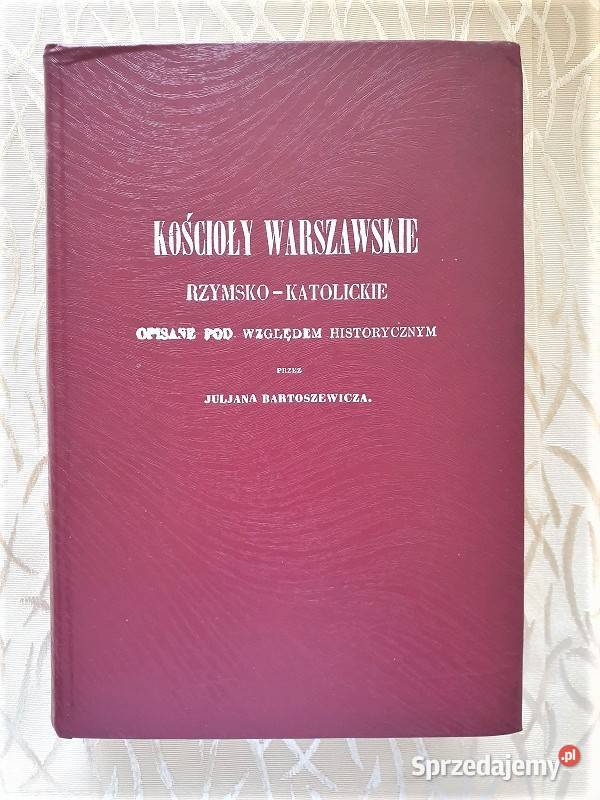 KOŚCIOŁY WARSZAWSKIE
RZYMSKO-KATOLICKIE
OPISANE POD WZGLĘDEM HISTORYCZNYM
PRZEZ
JULJANA BARTOSZEWICZA.
Sprzedajemy.pl